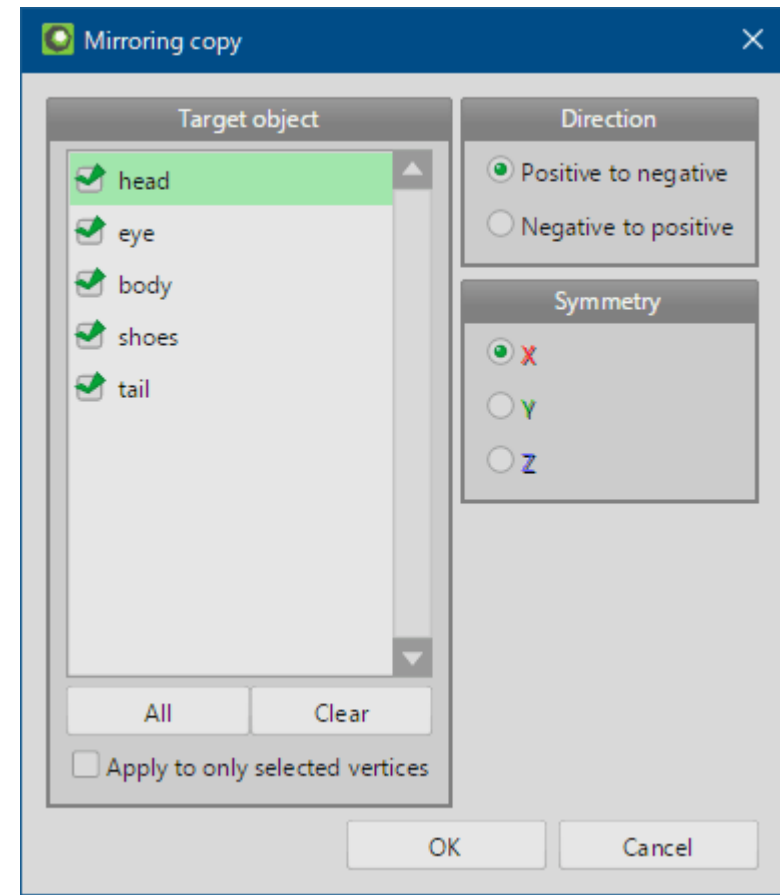 Mirroring copy
Target object
head
eye
body
shoes
tail
All Clear
Apply to only selected vertices
Direction
Positive to negative
Negative to positive
Symmetry
X
Y
Z
OK Cancel